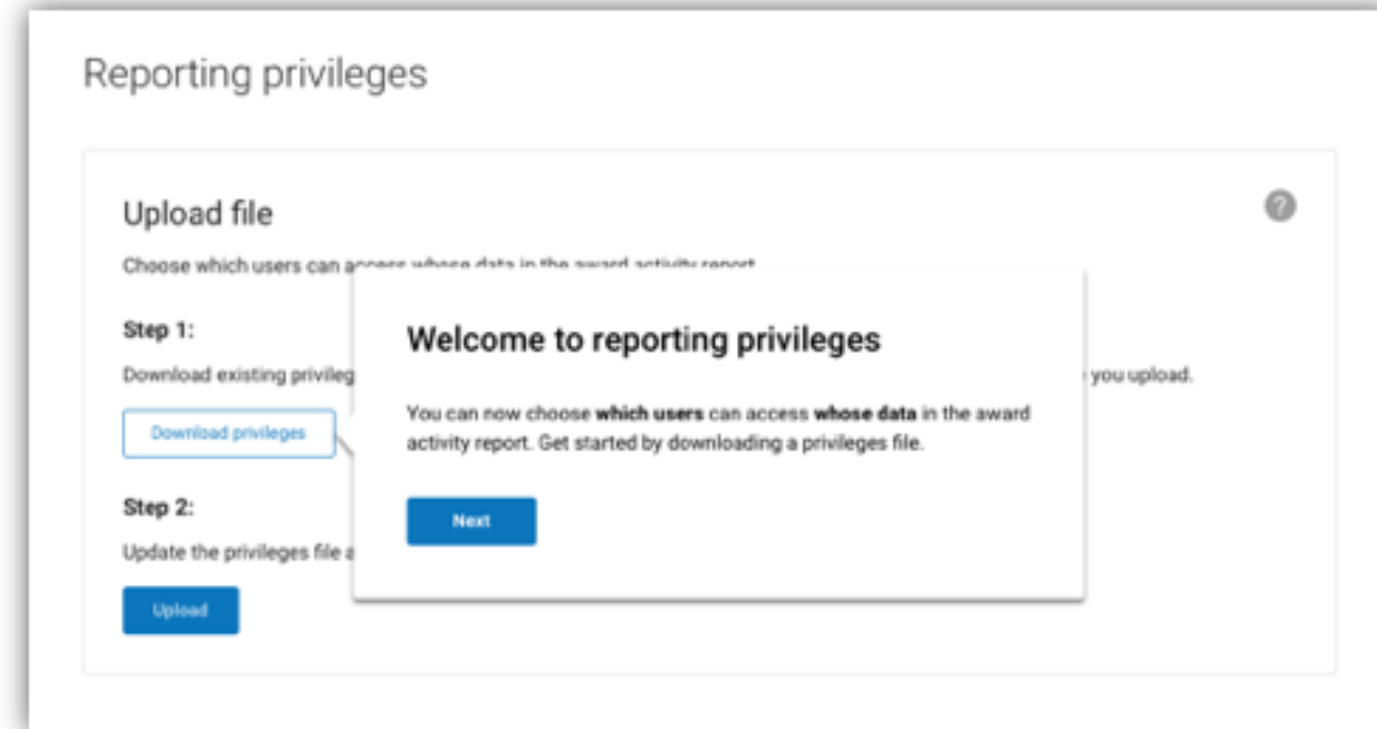 Reporting privileges
Upload file
?
Choose which users can access whose data in the award activity report
Step 1:
Download existing privileg
you upload.
Download privileges
Welcome to reporting privileges
You can now choose which users can access whose data in the award
activity report. Get started by downloading a privileges file.
Next
Step 2:
Update the privileges file a
Upload